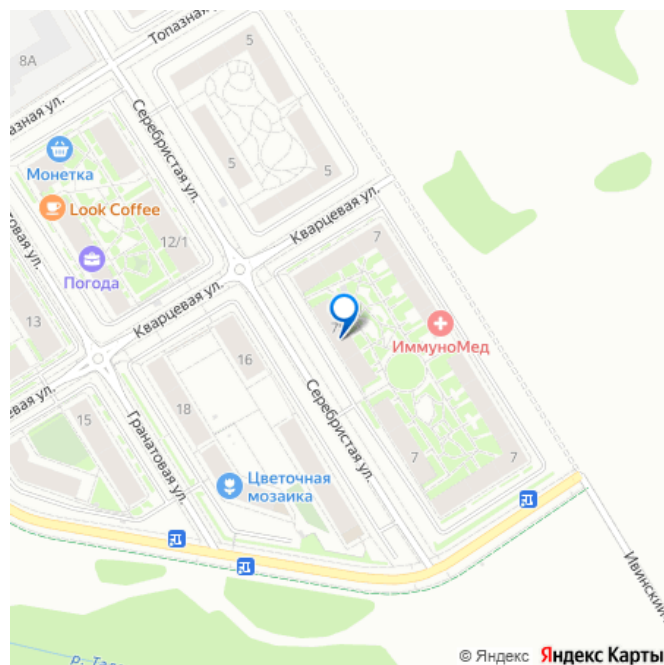 Топазная ул.
5
8А
Серебристая ул.
5
5
Монетка
Look Coffee
12/1
Погода
Кварцевая ул.
7
13
Кварцевая ул.
7
ИммуноМед
16
18
15
Серебристая ул.
Гранатовая ул.
7
7
Цветочная
мозаика
Ивинский
© Яндекс Яндекс Карты